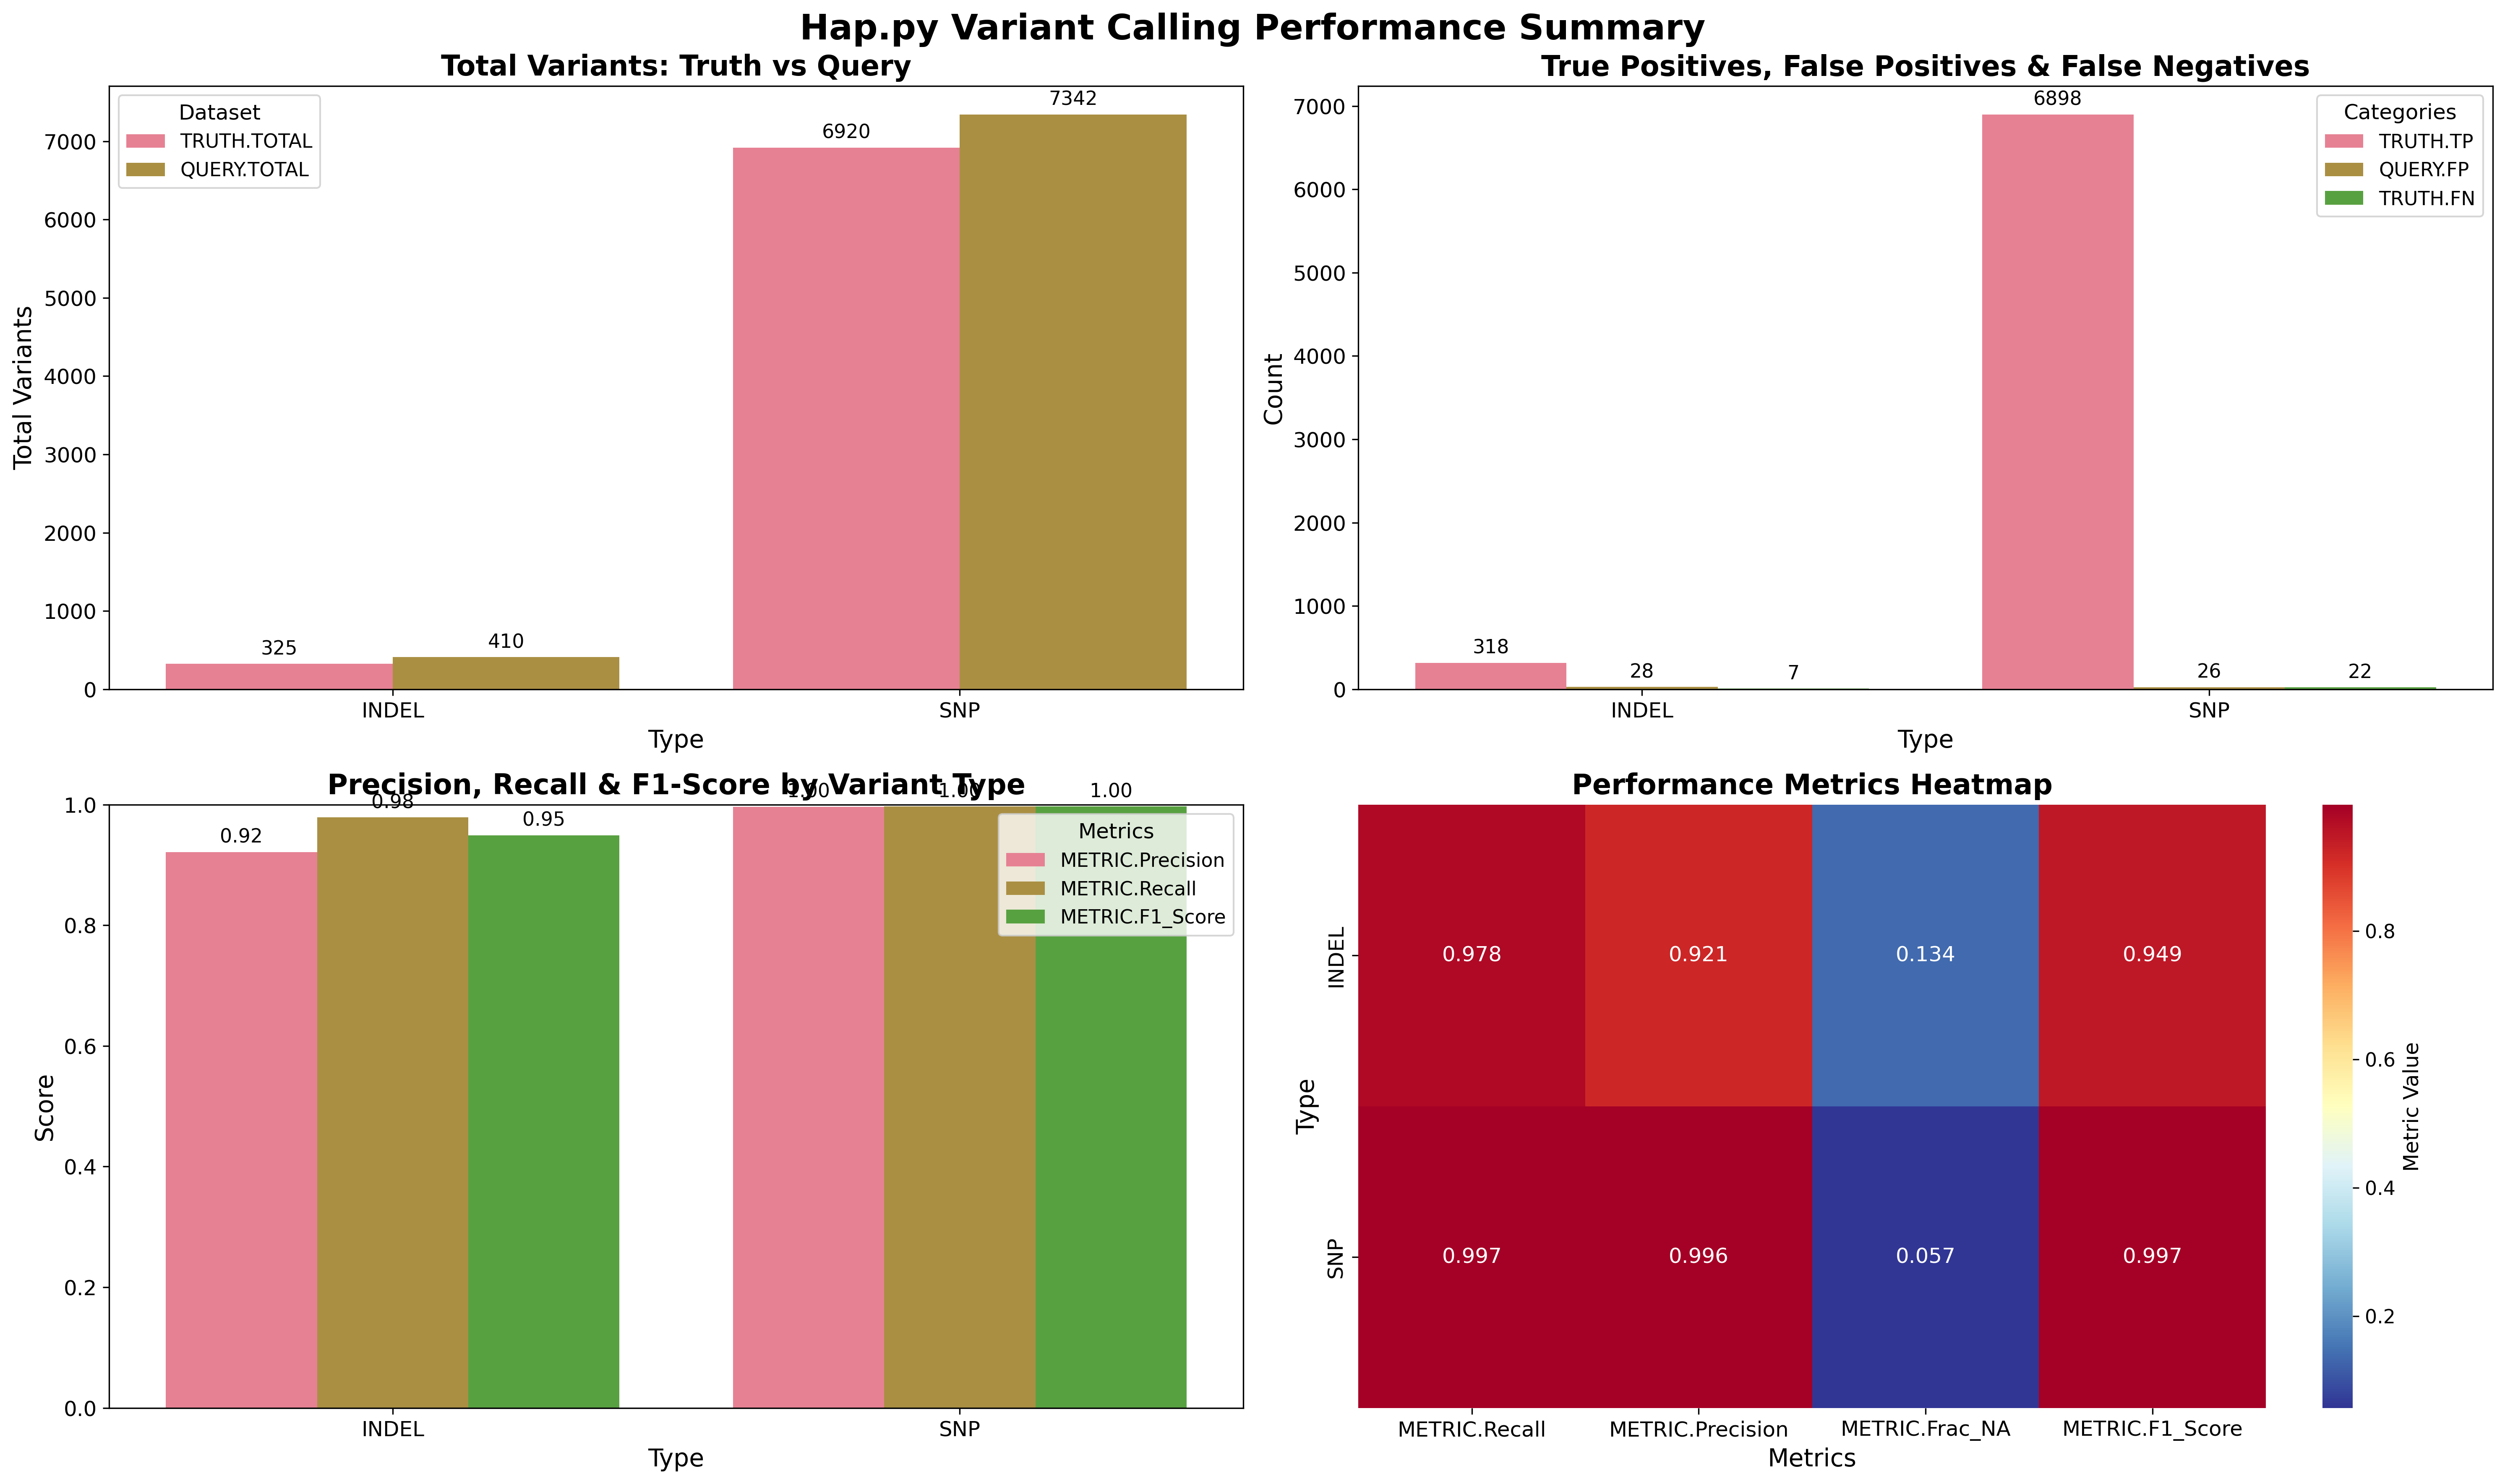 Hap.py Variant Calling Performance Summary
Total Variants: Truth vs Query
Dataset
TRUTH.TOTAL
QUERY.TOTAL
7000
6000
5000
4000
3000
2000
1000
0
Total Variants
325
410
6920
7342
INDEL
SNP
Type
True Positives, False Positives & False Negatives
Categories
TRUTH.TP
QUERY.FP
TRUTH.FN
7000
6000
5000
4000
3000
2000
1000
0
Count
318
28
7
6898
26
22
INDEL
SNP
Type
Precision, Recall & F1-Score by Variant Type
Metrics
METRIC.Precision
METRIC.Recall
METRIC.F1_Score
1.0
0.8
0.6
0.4
0.2
0.0
Score
0.92
0.98
0.95
1.00
1.00
1.00
INDEL
SNP
Type
Performance Metrics Heatmap
INDEL
SNP
Type
0.978
0.921
0.134
0.949
0.997
0.996
0.057
0.997
METRIC.Recall
METRIC.Precision
METRIC.Frac_NA
METRIC.F1_Score
Metrics
0.8
0.6
0.4
0.2
Metric Value